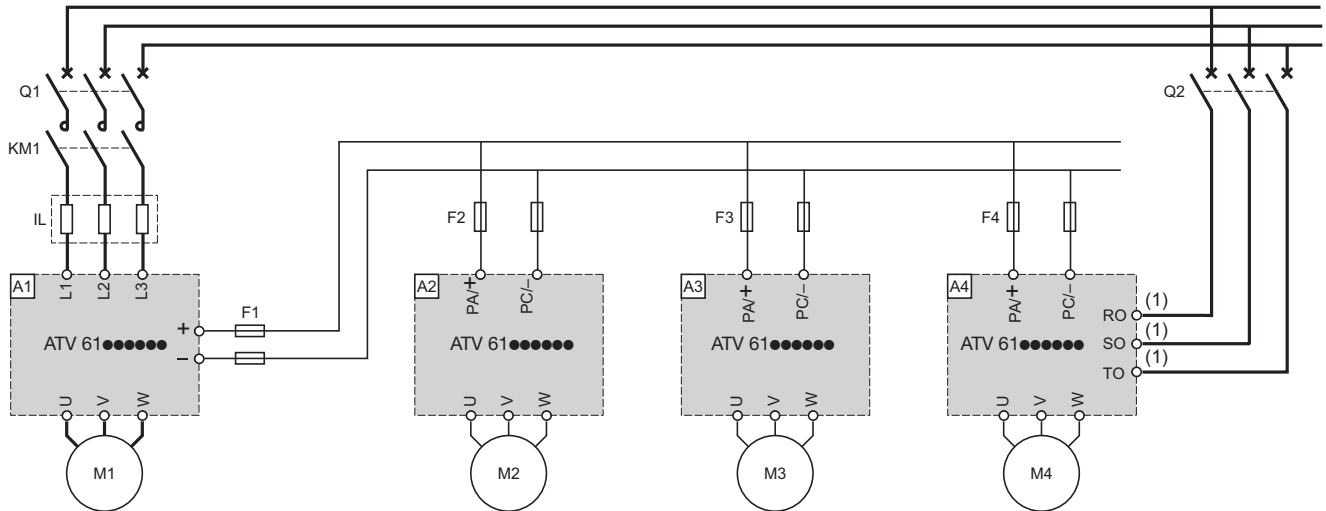 Q1
Q2
KM1
IL
F1
F2
F3
F4
A1
L1
L2
L3
+
−
ATV 61●●●●●●
U
V
W
M1
A2
PA/+
PC/–
ATV 61●●●●●●
U
V
W
M2
A3
PA/+
PC/–
ATV 61●●●●●●
U
V
W
M3
A4
PA/+
PC/–
RO
(1)
SO
(1)
TO
(1)
ATV 61●●●●●●
U
V
W
M4